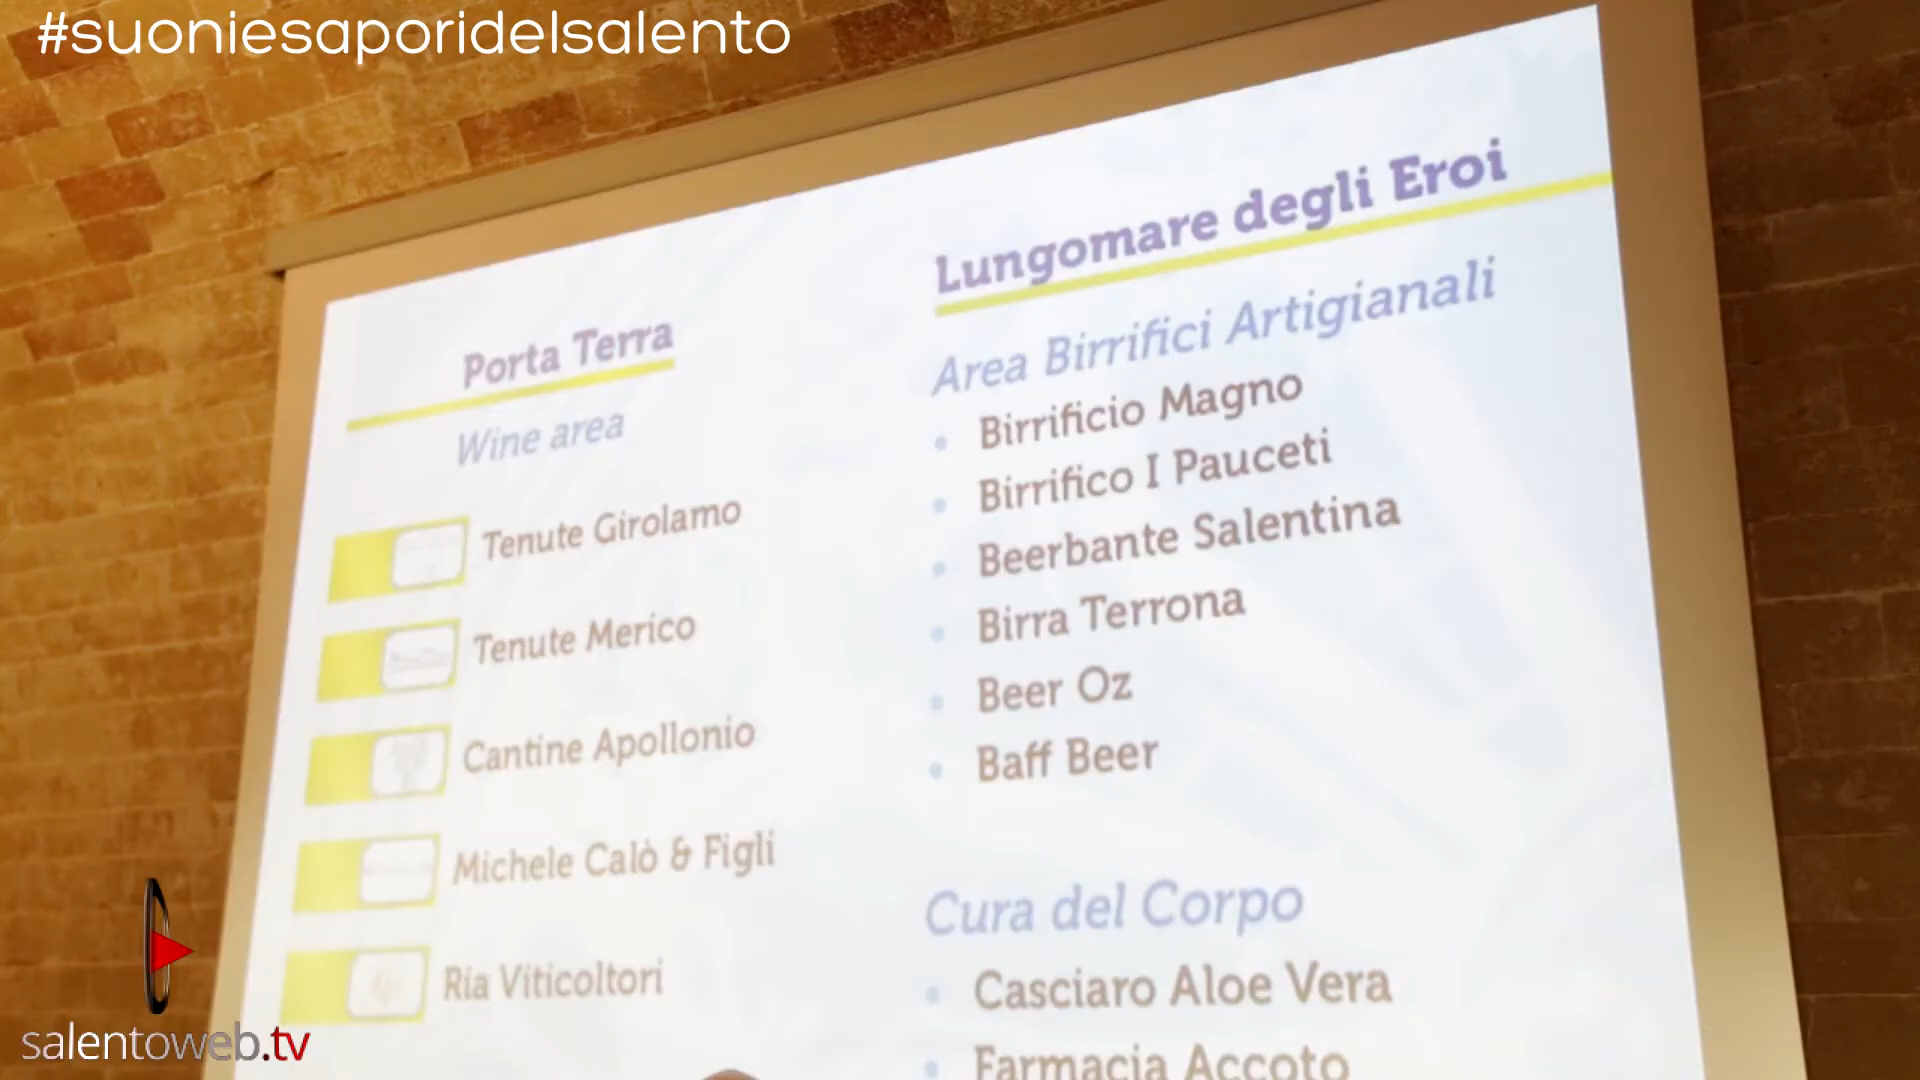 #suoniesaporidelsalento
Porta Terra
Wine area
Tenute Girolamo
Tenute Merico
Cantine Apollonio
Michele Calò & Figli
Ria Viticoltori
Lungomare degli Eroi
Area Birrifici Artigianali
Birrificio Magno
Birrifico I Pauceti
Beerbante Salentina
Birra Terrona
Beer Oz
Baff Beer
Cura del Corpo
Casciaro Aloe Vera
Farmacia Accoto
salentoweb.tv